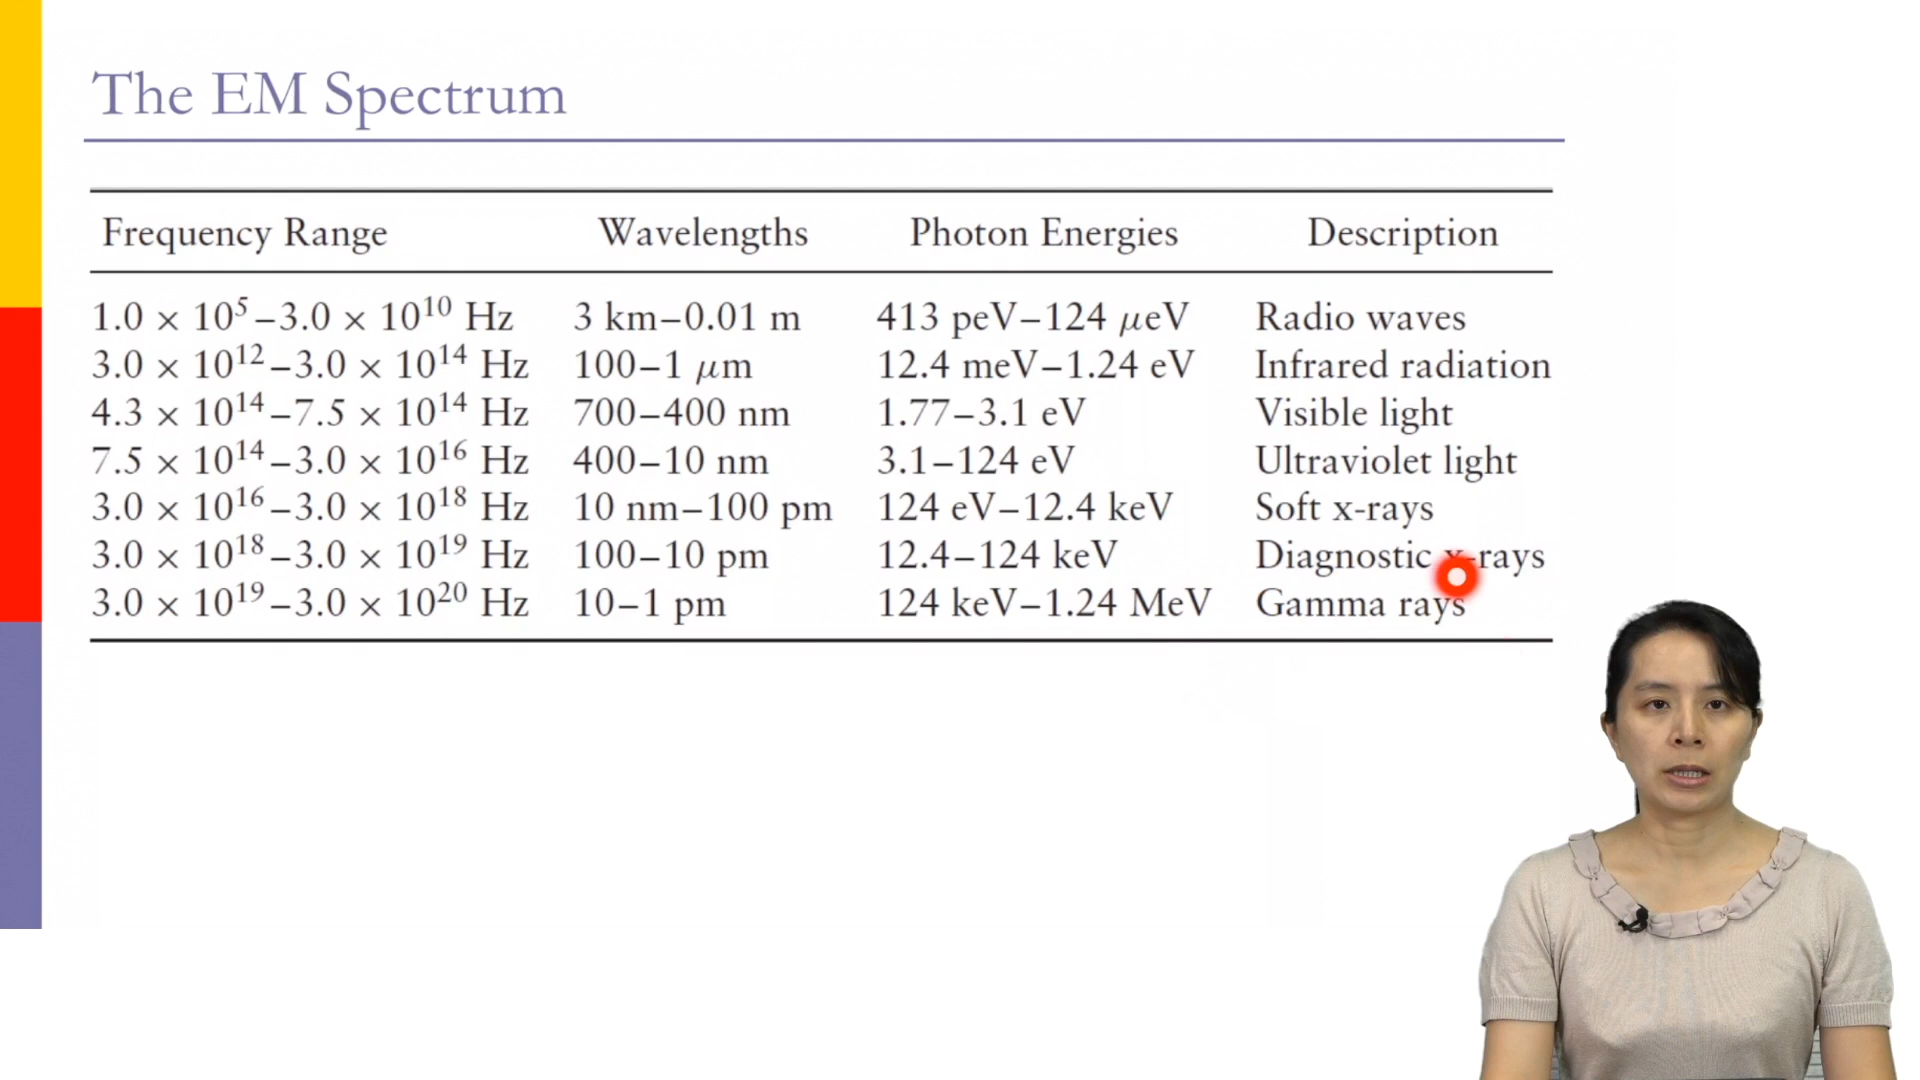 The EM Spectrum
Frequency Range Wavelengths Photon Energies Description
1.0 × 10⁵–3.0 × 10¹⁰ Hz 3 km–0.01 m 413 peV–124 μeV Radio waves
3.0 × 10¹²–3.0 × 10¹⁴ Hz 100–1 μm 12.4 meV–1.24 eV Infrared radiation
4.3 × 10¹⁴–7.5 × 10¹⁴ Hz 700–400 nm 1.77–3.1 eV Visible light
7.5 × 10¹⁴–3.0 × 10¹⁶ Hz 400–10 nm 3.1–124 eV Ultraviolet light
3.0 × 10¹⁶–3.0 × 10¹⁸ Hz 10 nm–100 pm 124 eV–12.4 keV Soft x-rays
3.0 × 10¹⁸–3.0 × 10¹⁹ Hz 100–10 pm 12.4–124 keV Diagnostic x-rays
3.0 × 10¹⁹–3.0 × 10²⁰ Hz 10–1 pm 124 keV–1.24 MeV Gamma rays